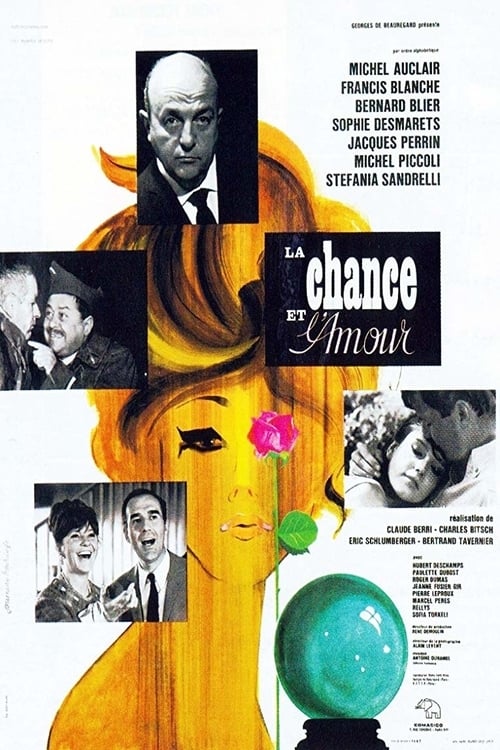 GEORGES DE BEAUREGARD présente
par ordre alphabétique
MICHEL AUCLAIR
FRANCIS BLANCHE
BERNARD BLIER
SOPHIE DESMARETS
JACQUES PERRIN
MICHEL PICCOLI
STEFANIA SANDRELLI
LA
chance
ET
l'Amour
réalisation de
CLAUDE BERRI - CHARLES BITSCH
ERIC SCHLUMBERGER - BERTRAND TAVERNIER
avec
HUBERT DESCHAMPS
PAULETTE DUBOST
ROGER DUMAS
JEANNE FUSIER GIR
PIERRE LEPROUX
MARCEL PERES
RELLYS
SOFIA TORKELI
directeur de production
RENE DEMOULIN
directeur de la photographie
ALAIN LEVENT
musique
ANTOINE DUHAMEL
COMACICO